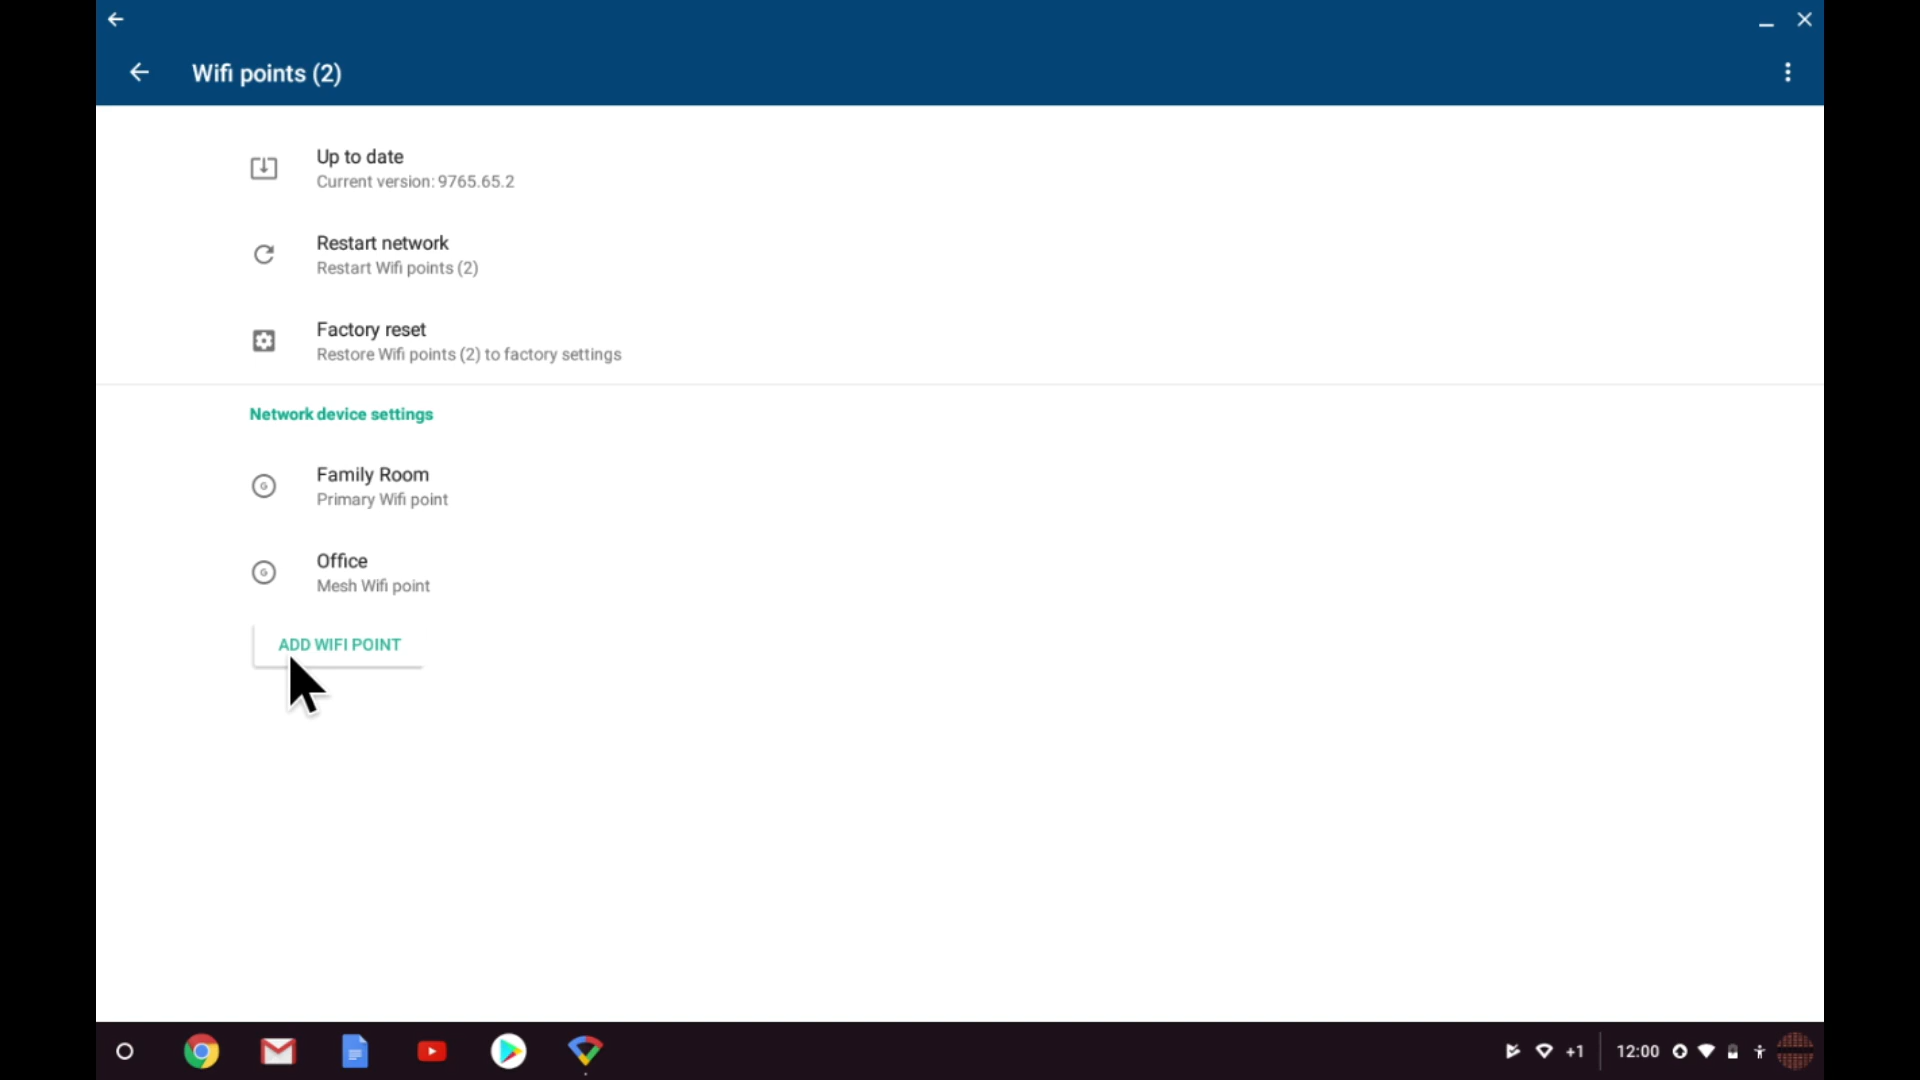 Wifi points (2)
Up to date
Current version: 9765.65.2
Restart network
Restart Wifi points (2)
Factory reset
Restore Wifi points (2) to factory settings
Network device settings
Family Room
Primary Wifi point
Office
Mesh Wifi point
ADD WIFI POINT
+1 12:00